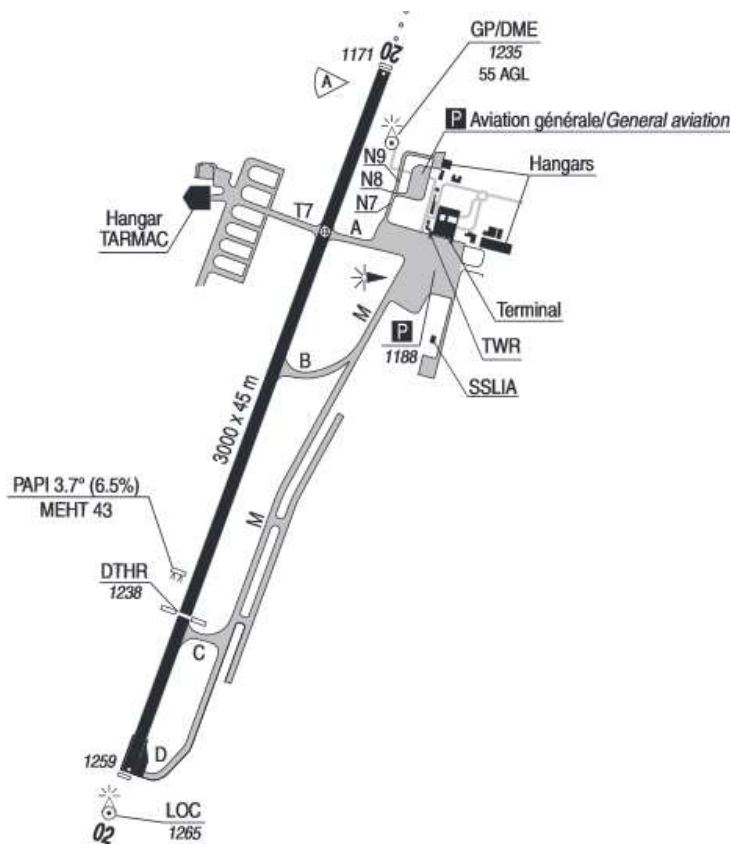 GP/DME
1235
55 AGL
1171
20
A
P Aviation générale/General aviation
N9
N8
N7
Hangars
T7
A
Hangar
TARMAC
M
Terminal
P
1188
TWR
B
SSLIA
3000 x 45 m
PAPI 3.7° (6.5%)
MEHT 43
M
DTHR
1238
C
1259
D
LOC
1265
02